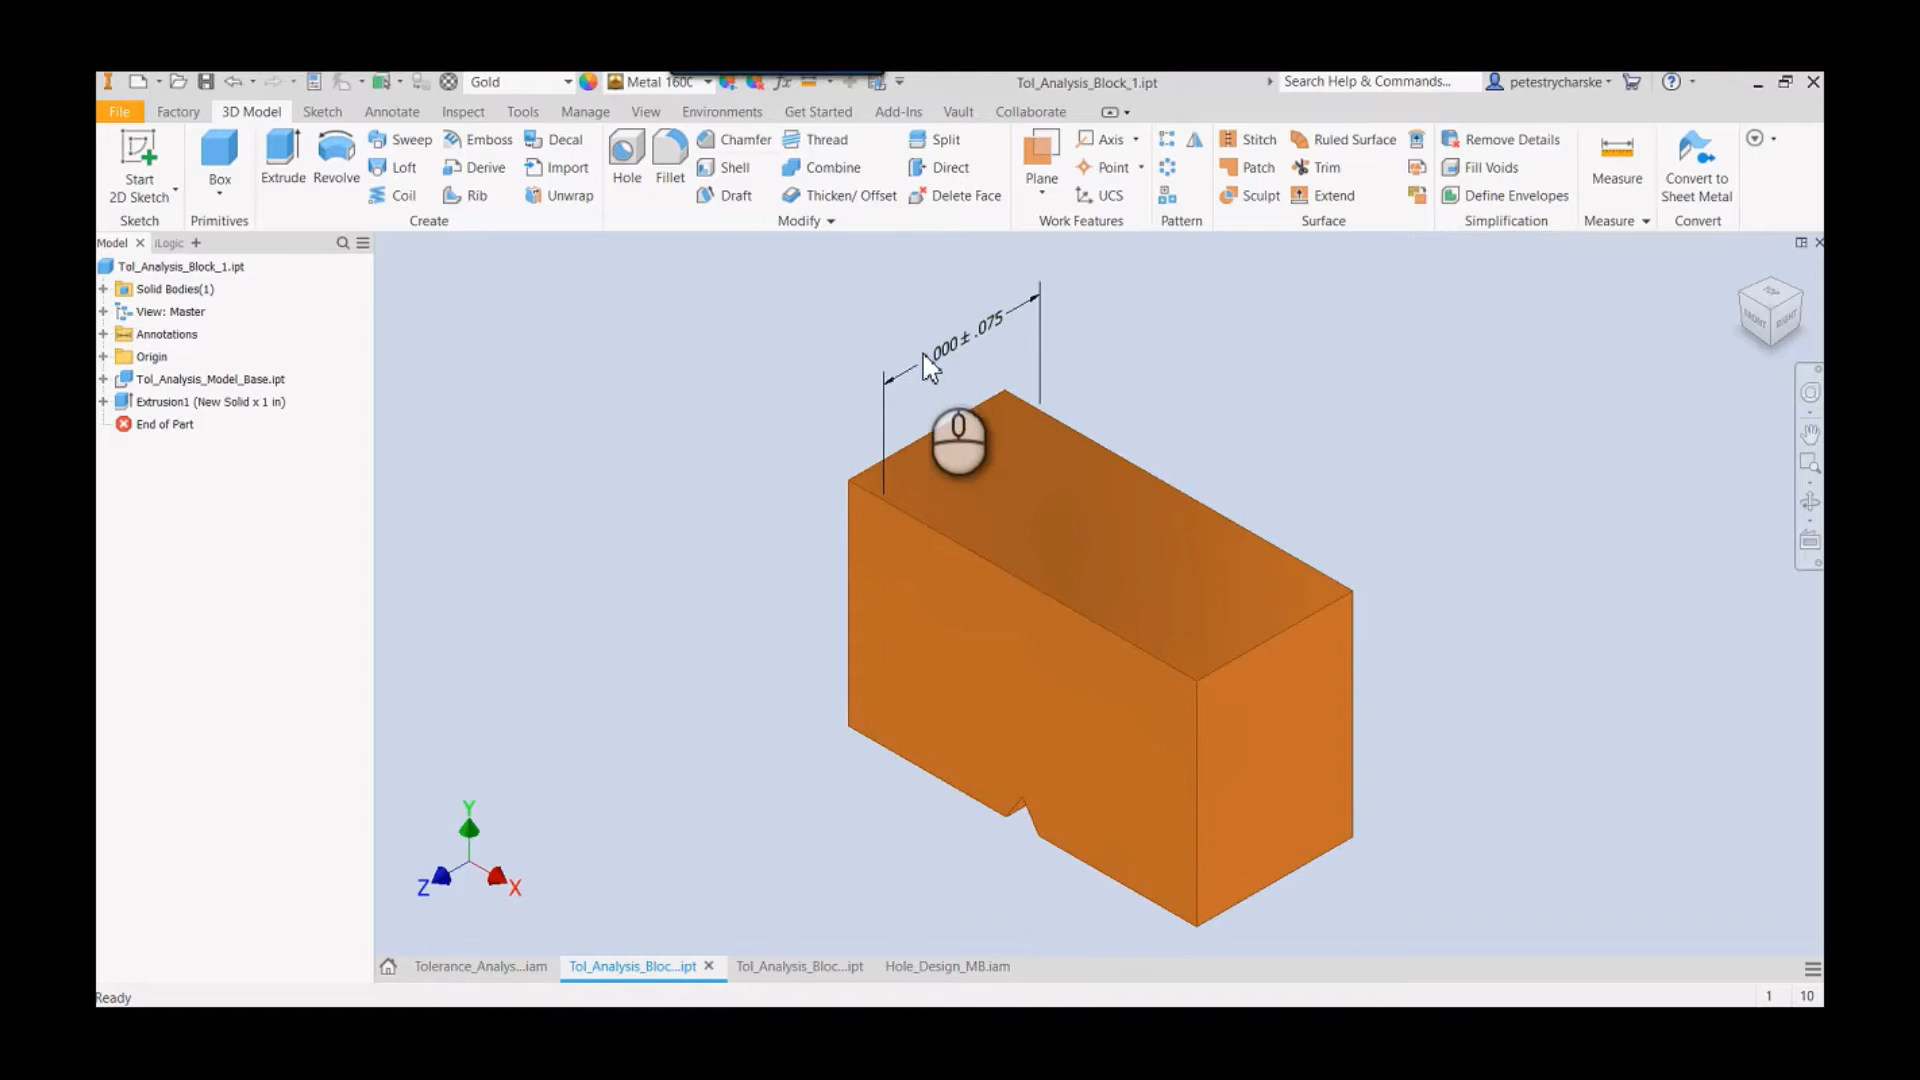 Gold Metal 160C fx Tol_Analysis_Block_1.ipt Search Help & Commands... petestrycharske
File Factory 3D Model Sketch Annotate Inspect Tools Manage View Environments Get Started Add-Ins Vault Collaborate
Start 2D Sketch
Sketch
Box
Primitives
Extrude Revolve
Sweep Emboss Decal
Loft Derive Import
Coil Rib Unwrap
Create
Hole Fillet
Chamfer Thread Split
Shell Combine Direct
Draft Thicken/ Offset Delete Face
Modify
Plane
Axis
Point
UCS
Work Features
Pattern
Stitch Ruled Surface
Patch Trim
Sculpt Extend
Surface
Remove Details
Fill Voids
Define Envelopes
Simplification
Measure
Measure
Convert to Sheet Metal
Convert
Model iLogic
Tol_Analysis_Block_1.ipt
Solid Bodies(1)
View: Master
Annotations
Origin
Tol_Analysis_Model_Base.ipt
Extrusion1 (New Solid x 1 in)
End of Part
.000 ± .075
TOP
FRONT RIGHT
Y
Z X
Tolerance_Analys...iam Tol_Analysis_Bloc...ipt Tol_Analysis_Bloc...ipt Hole_Design_MB.iam
Ready 1 10